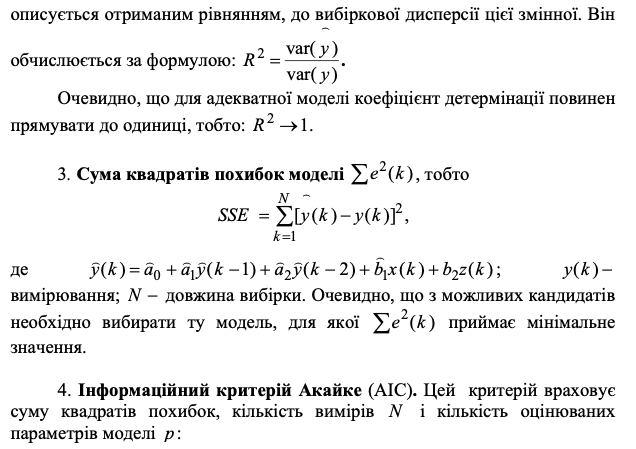 описується отриманим рівнянням, до вибіркової дисперсії цієї змінної. Він
обчислюється за формулою: R² = var(ŷ) / var(y).
Очевидно, що для адекватної моделі коефіцієнт детермінації повинен
прямувати до одиниці, тобто: R² → 1.
3. Сума квадратів похибок моделі ∑e²(k), тобто
SSE = ∑_{k=1}^{N} [ŷ(k) − y(k)]²,
де ŷ(k) = â₀ + â₁ŷ(k − 1) + â₂ŷ(k − 2) + b̂₁x(k) + b₂z(k); y(k) −
вимірювання; N − довжина вибірки. Очевидно, що з можливих кандидатів
необхідно вибирати ту модель, для якої ∑e²(k) приймає мінімальне
значення.
4. Інформаційний критерій Акайке (AIC). Цей критерій враховує
суму квадратів похибок, кількість вимірів N і кількість оцінюваних
параметрів моделі p: